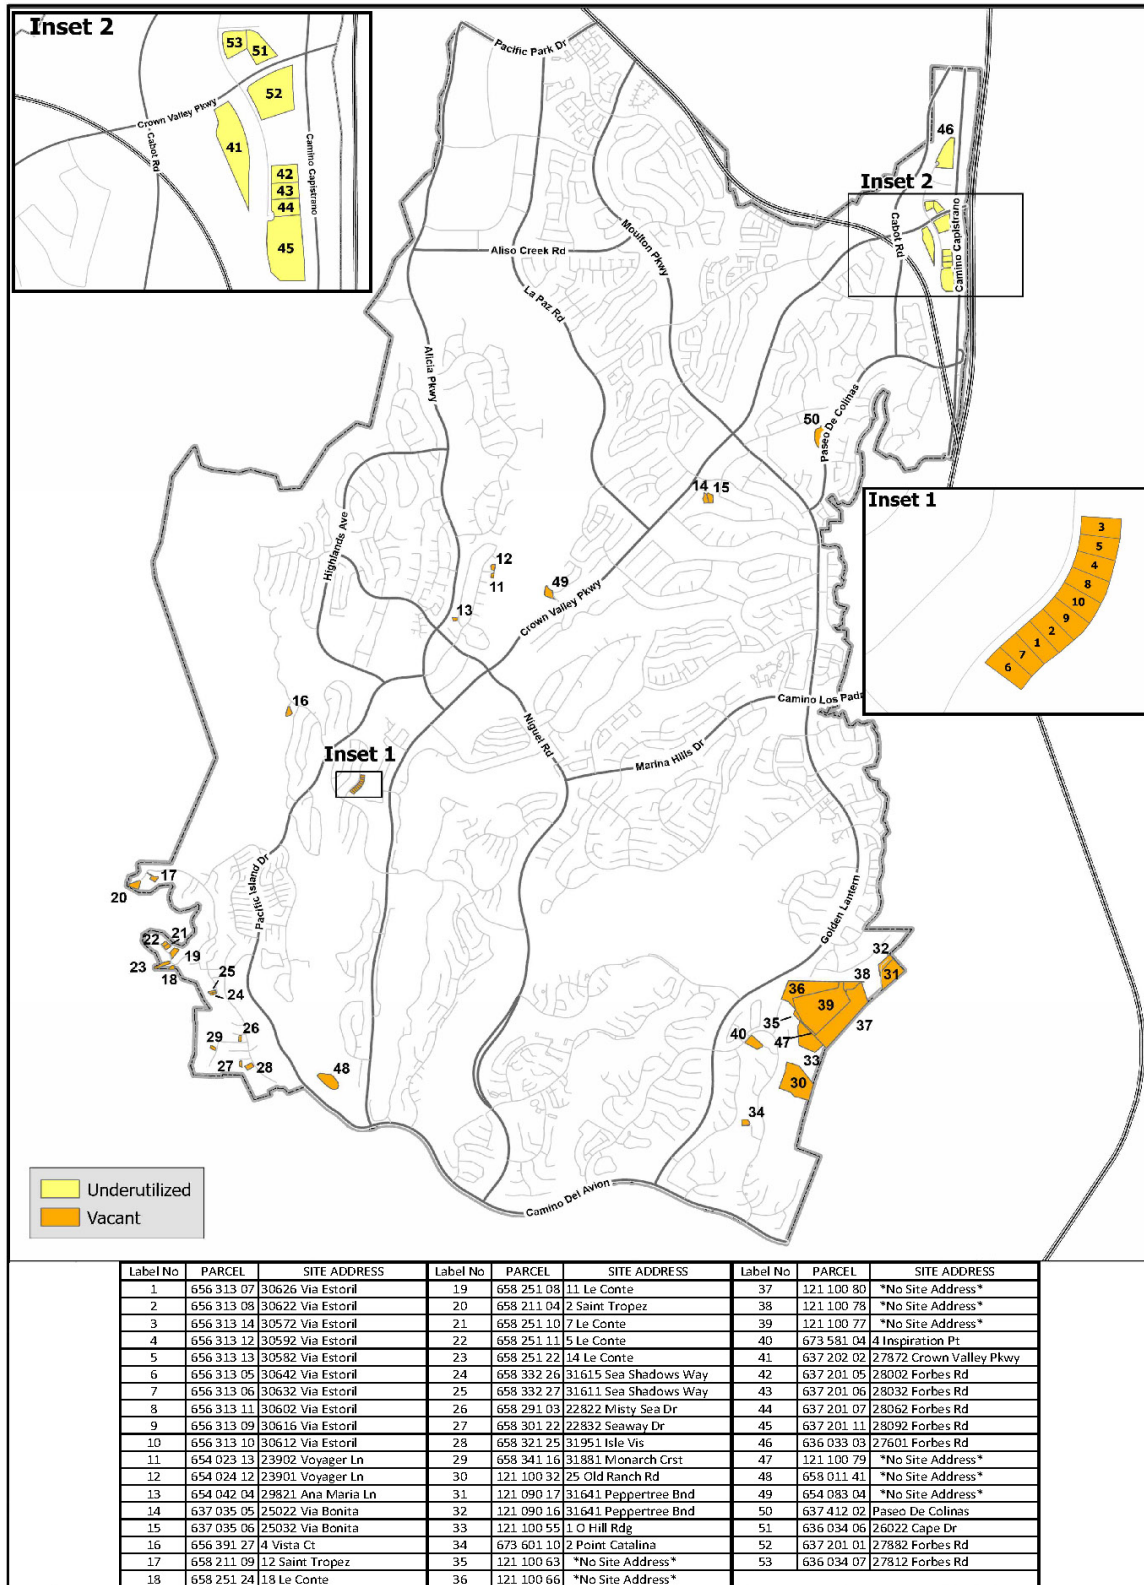 Inset 2
53
51
52
Crown Valley Pkwy
Cabot Rd
41
Camino Capistrano
42
43
44
45
Pacific Park Dr
46
Inset 2
Cabot Rd
Camino Capistrano
Moulton Pkwy
Aliso Creek Rd
La Paz Rd
Alicia Pkwy
50
Paseo De Colinas
14 15
Inset 1
3
5
4
8
10
9
2
1
7
6
Highlands Ave
12
11
49
13
Crown Valley Pkwy
16
Niguel Rd
Camino Los Pad
Marina Hills Dr
Inset 1
Pacific Island Dr
17
20
Golden Lantern
22
21
19
23
18
25
24
32
31
38
36
39
35
37
47
33
40
26
29
27
28
48
30
34
Camino Del Avion
Underutilized
Vacant
Label No PARCEL SITE ADDRESS Label No PARCEL SITE ADDRESS Label No PARCEL SITE ADDRESS
1 656 313 07 30626 Via Estoril 19 658 251 08 11 Le Conte 37 121 100 80 *No Site Address*
2 656 313 08 30622 Via Estoril 20 658 211 04 2 Saint Tropez 38 121 100 78 *No Site Address*
3 656 313 14 30572 Via Estoril 21 658 251 10 7 Le Conte 39 121 100 77 *No Site Address*
4 656 313 12 30592 Via Estoril 22 658 251 11 5 Le Conte 40 673 581 04 4 Inspiration Pt
5 656 313 13 30582 Via Estoril 23 658 251 22 14 Le Conte 41 637 202 02 27872 Crown Valley Pkwy
6 656 313 05 30642 Via Estoril 24 658 332 26 31615 Sea Shadows Way 42 637 201 05 28002 Forbes Rd
7 656 313 06 30632 Via Estoril 25 658 332 27 31611 Sea Shadows Way 43 637 201 06 28032 Forbes Rd
8 656 313 11 30602 Via Estoril 26 658 291 03 22822 Misty Sea Dr 44 637 201 07 28062 Forbes Rd
9 656 313 09 30616 Via Estoril 27 658 301 22 22832 Seaway Dr 45 637 201 11 28092 Forbes Rd
10 656 313 10 30612 Via Estoril 28 658 321 25 31951 Isle Vis 46 636 033 03 27601 Forbes Rd
11 654 023 13 23902 Voyager Ln 29 658 341 16 31881 Monarch Crst 47 121 100 79 *No Site Address*
12 654 024 12 23901 Voyager Ln 30 121 100 32 25 Old Ranch Rd 48 658 011 41 *No Site Address*
13 654 042 04 29821 Ana Maria Ln 31 121 090 17 31641 Peppertree Bnd 49 654 083 04 *No Site Address*
14 637 035 05 25022 Via Bonita 32 121 090 16 31641 Peppertree Bnd 50 637 412 02 Paseo De Colinas
15 637 035 06 25032 Via Bonita 33 121 100 55 1 O Hill Rdg 51 636 034 06 26022 Cape Dr
16 656 391 27 4 Vista Ct 34 673 601 10 2 Point Catalina 52 637 201 01 27882 Forbes Rd
17 658 211 09 12 Saint Tropez 35 121 100 63 *No Site Address* 53 636 034 07 27812 Forbes Rd
18 658 251 24 18 Le Conte 36 121 100 66 *No Site Address*